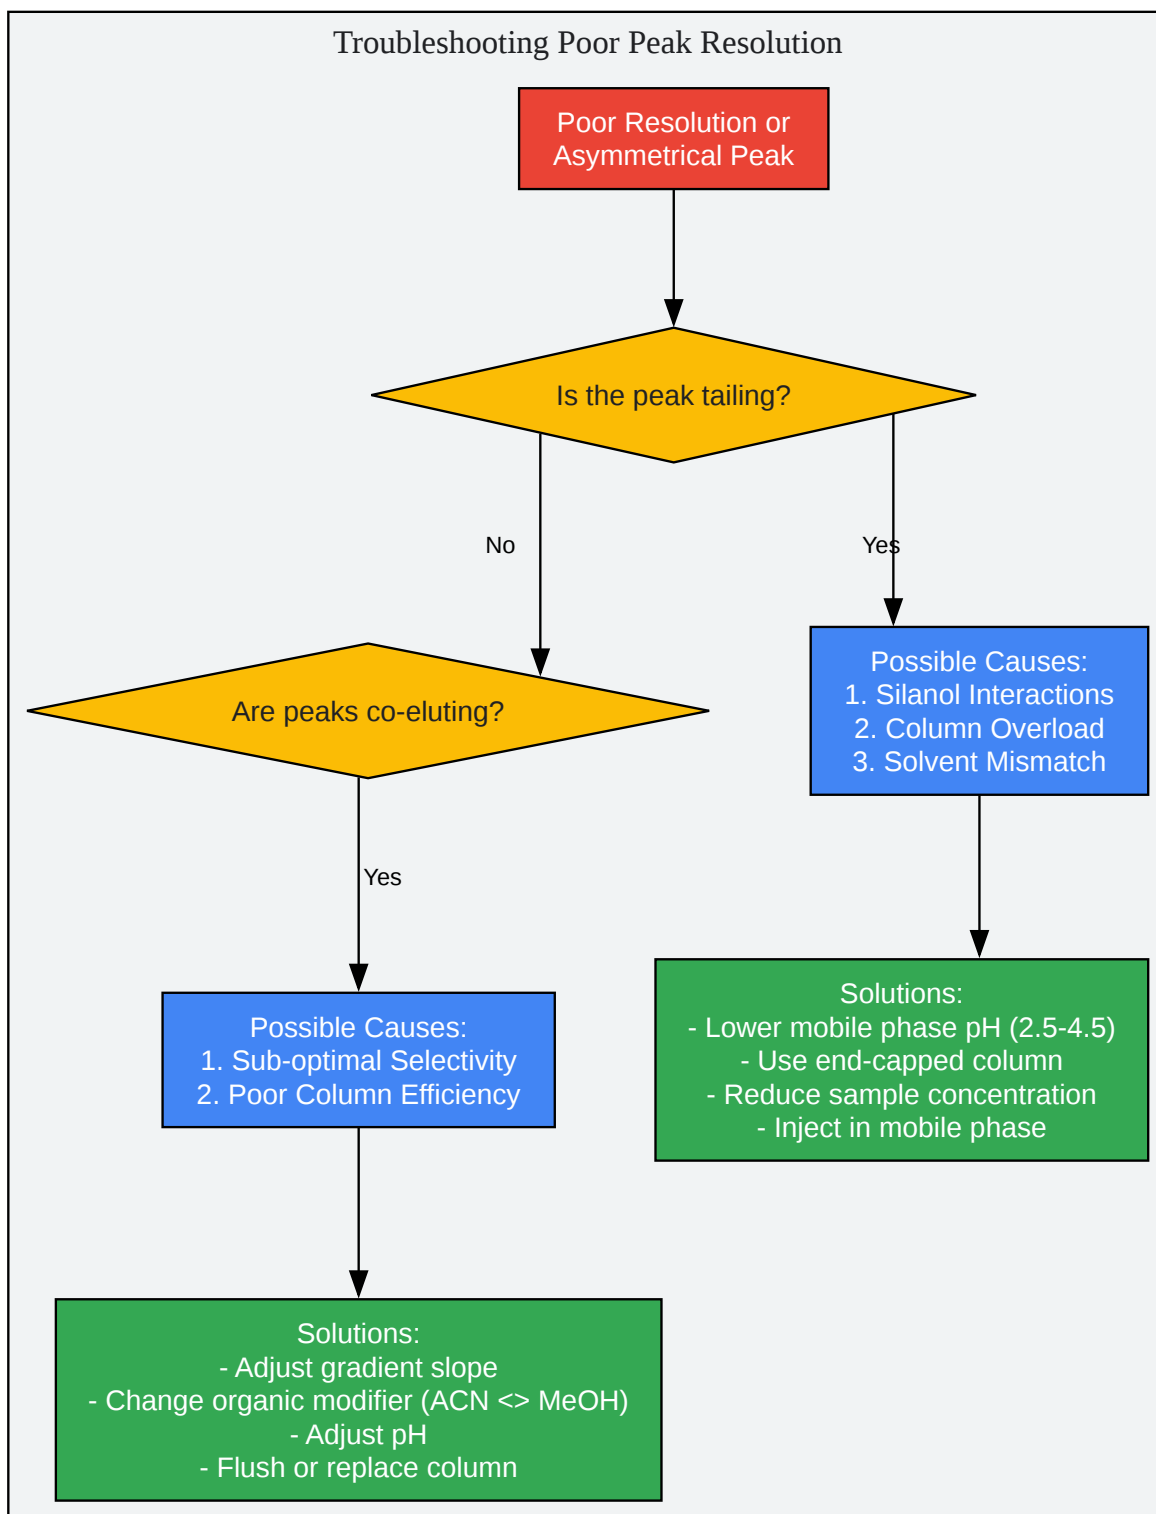 Troubleshooting Poor Peak Resolution
Poor Resolution or
Asymmetrical Peak
Is the peak tailing?
No
Yes
Are peaks co-eluting?
Possible Causes:
1. Silanol Interactions
2. Column Overload
3. Solvent Mismatch
Yes
Solutions:
- Lower mobile phase pH (2.5-4.5)
- Use end-capped column
- Reduce sample concentration
- Inject in mobile phase
Possible Causes:
1. Sub-optimal Selectivity
2. Poor Column Efficiency
Solutions:
- Adjust gradient slope
- Change organic modifier (ACN <> MeOH)
- Adjust pH
- Flush or replace column